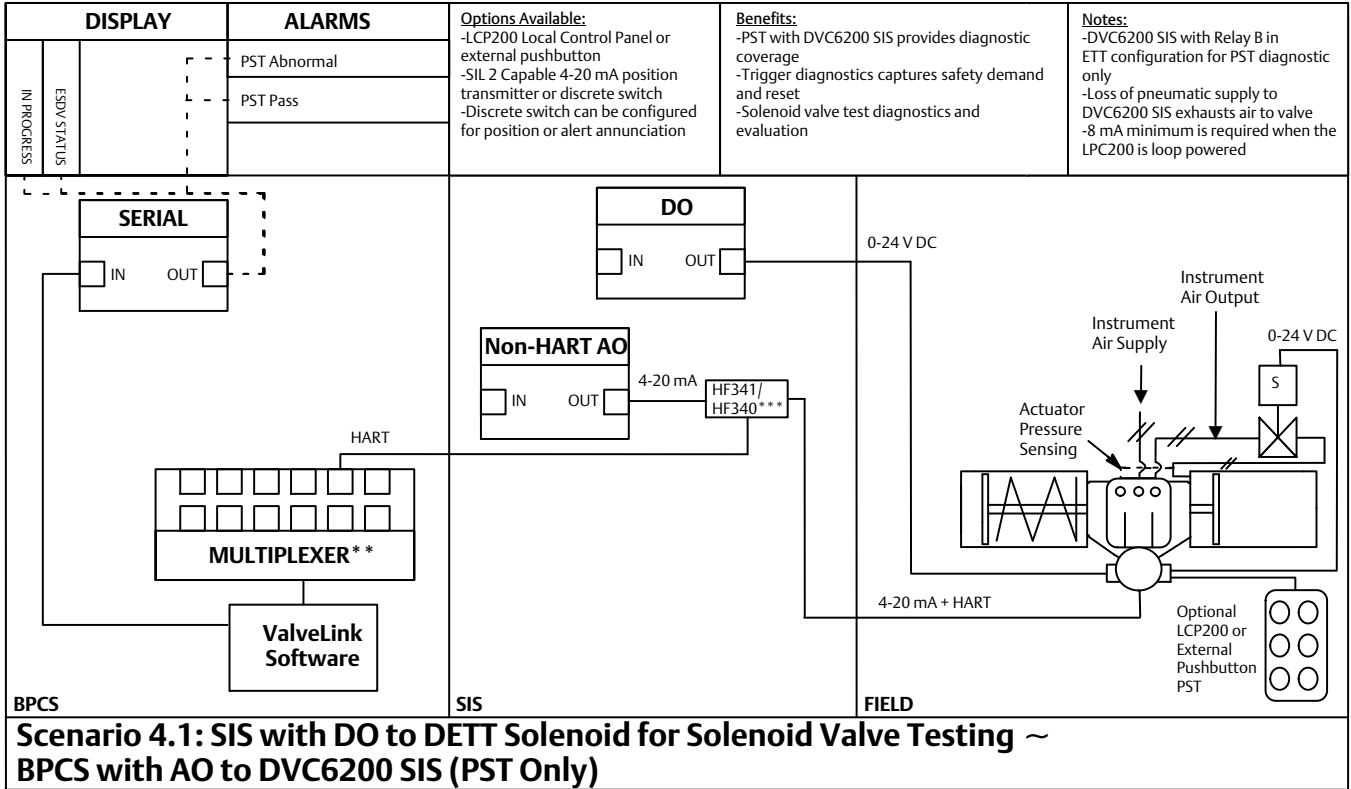 DISPLAY
ALARMS
PST Abnormal
PST Pass
IN PROGRESS
ESDV STATUS
Options Available:
-LCP200 Local Control Panel or
external pushbutton
-SIL 2 Capable 4-20 mA position
transmitter or discrete switch
-Discrete switch can be configured
for position or alert annunciation
Benefits:
-PST with DVC6200 SIS provides diagnostic
coverage
-Trigger diagnostics captures safety demand
and reset
-Solenoid valve test diagnostics and
evaluation
Notes:
-DVC6200 SIS with Relay B in
ETT configuration for PST diagnostic
only
-Loss of pneumatic supply to
DVC6200 SIS exhausts air to valve
-8 mA minimum is required when the
LPC200 is loop powered
SERIAL
IN
OUT
HART
MULTIPLEXER**
ValveLink
Software
BPCS
DO
IN
OUT
Non-HART AO
IN
OUT
4-20 mA
HF341/
HF340***
SIS
0-24 V DC
Instrument
Air Output
Instrument
Air Supply
0-24 V DC
S
Actuator
Pressure
Sensing
4-20 mA + HART
Optional
LCP200 or
External
Pushbutton
PST
FIELD
Scenario 4.1: SIS with DO to DETT Solenoid for Solenoid Valve Testing ~
BPCS with AO to DVC6200 SIS (PST Only)